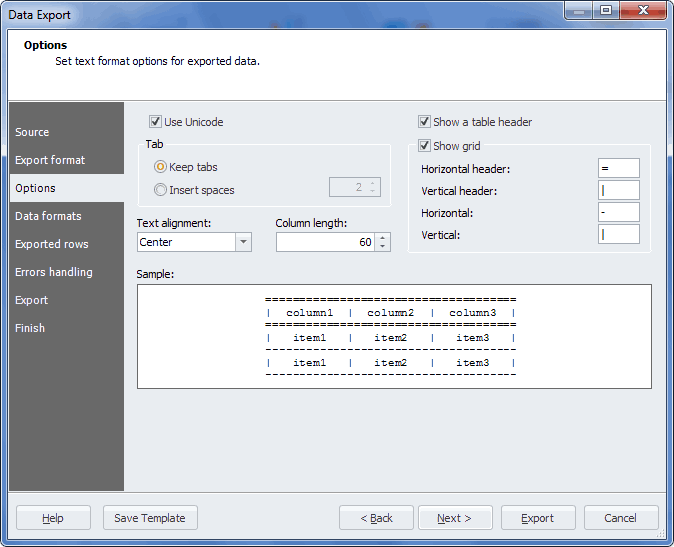 Data Export
Options
Set text format options for exported data.
Source
Export format
Options
Data formats
Exported rows
Errors handling
Export
Finish
Use Unicode
Tab
Keep tabs
Insert spaces
2
Text alignment:
Center
Column length:
60
Show a table header
Show grid
Horizontal header:
=
Vertical header:
|
Horizontal:
-
Vertical:
|
Sample:
====================================
| column1 | column2 | column3 |
====================================
| item1 | item2 | item3 |
------------------------------------
| item1 | item2 | item3 |
------------------------------------
Help
Save Template
< Back
Next >
Export
Cancel